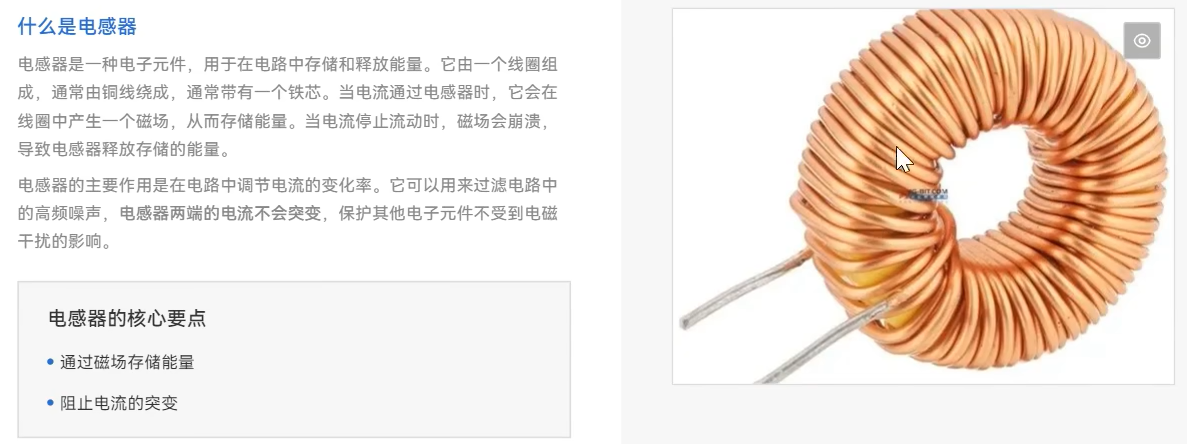 什么是电感器
电感器是一种电子元件，用于在电路中存储和释放能量。它由一个线圈组
成，通常由铜线绕成，通常带有一个铁芯。当电流通过电感器时，它会在
线圈中产生一个磁场，从而存储能量。当电流停止流动时，磁场会崩溃，
导致电感器释放存储的能量。
电感器的主要作用是在电路中调节电流的变化率。它可以用来过滤电路中
的高频噪声，电感器两端的电流不会突变，保护其他电子元件不受到电磁
干扰的影响。
电感器的核心要点
通过磁场存储能量
阻止电流的突变